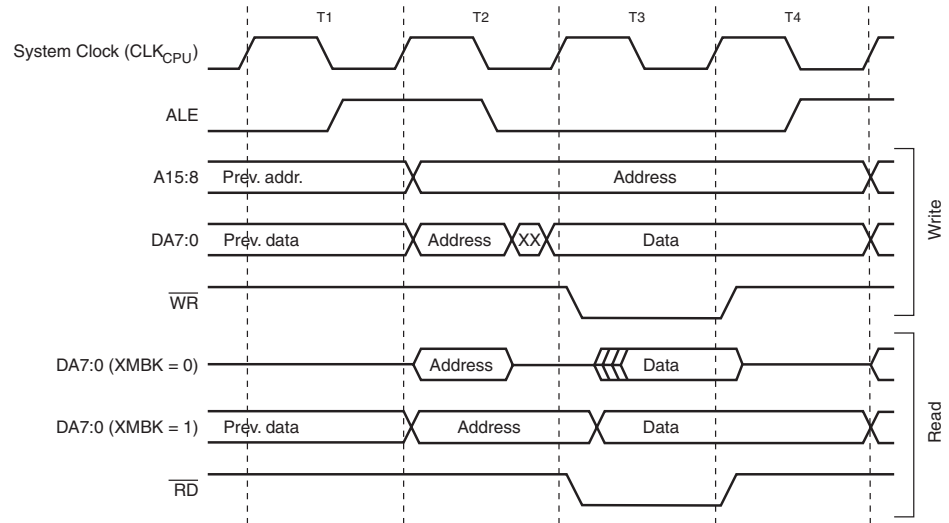 T1 T2 T3 T4
System Clock (CLKCPU)
ALE
A15:8 Prev. addr. Address
DA7:0 Prev. data Address XX Data
WR
Write
DA7:0 (XMBK = 0) Address Data
DA7:0 (XMBK = 1) Prev. data Address Data
RD
Read